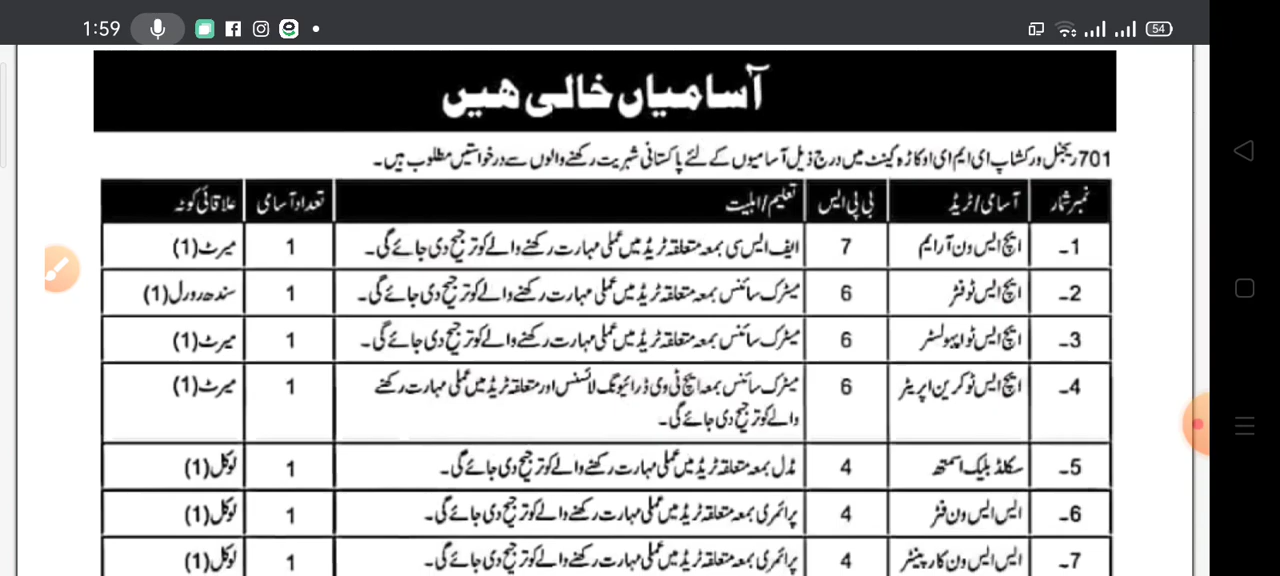 1:59
54
آسامیاں خالی ھیں
701ریجنل ورکشاپ ای ایم ای اوکاڑہ کینٹ میں درج ذیل آسامیوں کے لئے پاکستانی شہریت رکھنے والوں سے درخواستیں مطلوب ہیں۔
نمبر شمار آسامی/ٹریڈ بی پی ایس تعلیم/اہلیت تعداد آسامی علاقائی کوٹہ
1۔ ایچ ایس ون آرایم 7 ایف ایس سی بمعہ متعلقہ ٹریڈ میں عملی مہارت رکھنے والے کو ترجیح دی جائے گی۔ 1 میرٹ(1)
2۔ ایچ ایس ٹو فٹر 6 میٹرک سائنس بمعہ متعلقہ ٹریڈ میں عملی مہارت رکھنے والے کو ترجیح دی جائے گی۔ 1 سندھ رورل(1)
3۔ ایچ ایس ٹو اپہولسٹر 6 میٹرک سائنس بمعہ متعلقہ ٹریڈ میں عملی مہارت رکھنے والے کو ترجیح دی جائے گی۔ 1 میرٹ(1)
4۔ ایچ ایس ٹو کرین اپریٹر 6 میٹرک سائنس بمعہ ایچ ٹی وی ڈرائیونگ لائسنس اور متعلقہ ٹریڈ میں عملی مہارت رکھنے 1 میرٹ(1)
والے کو ترجیح دی جائے گی۔
5۔ سکلڈ بلیک اسمتھ 4 مڈل بمعہ متعلقہ ٹریڈ میں عملی مہارت رکھنے والے کو ترجیح دی جائے گی۔ 1 لوکل(1)
6۔ ایس ایس ون فٹر 4 پرائمری بمعہ متعلقہ ٹریڈ میں عملی مہارت رکھنے والے کو ترجیح دی جائے گی۔ 1 لوکل(1)
7۔ ایس ایس ون کارپینٹر 4 پرائمری بمعہ متعلقہ ٹریڈ میں عملی مہارت رکھنے والے کو ترجیح دی جائے گی۔ 1 لوکل(1)